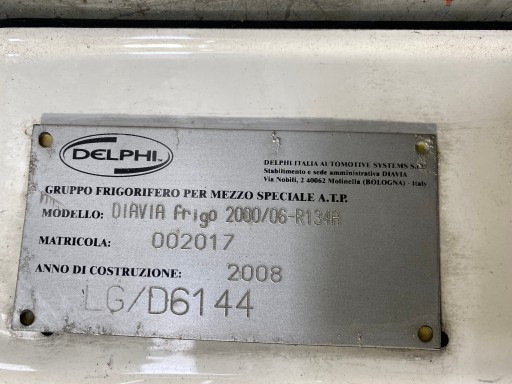 DELPHI
DELPHI ITALIA AUTOMOTIVE SYSTEMS S.r.l.
Stabilimento e sede amministrativa DIAVIA
Via Nobili, 2 40062 Molinella (BOLOGNA) - Italy
GRUPPO FRIGORIFERO PER MEZZO SPECIALE A.T.P.
MODELLO: DIAVIA Frigo 2000/06-R134A
MATRICOLA: 002017
ANNO DI COSTRUZIONE: 2008
LG/D6144